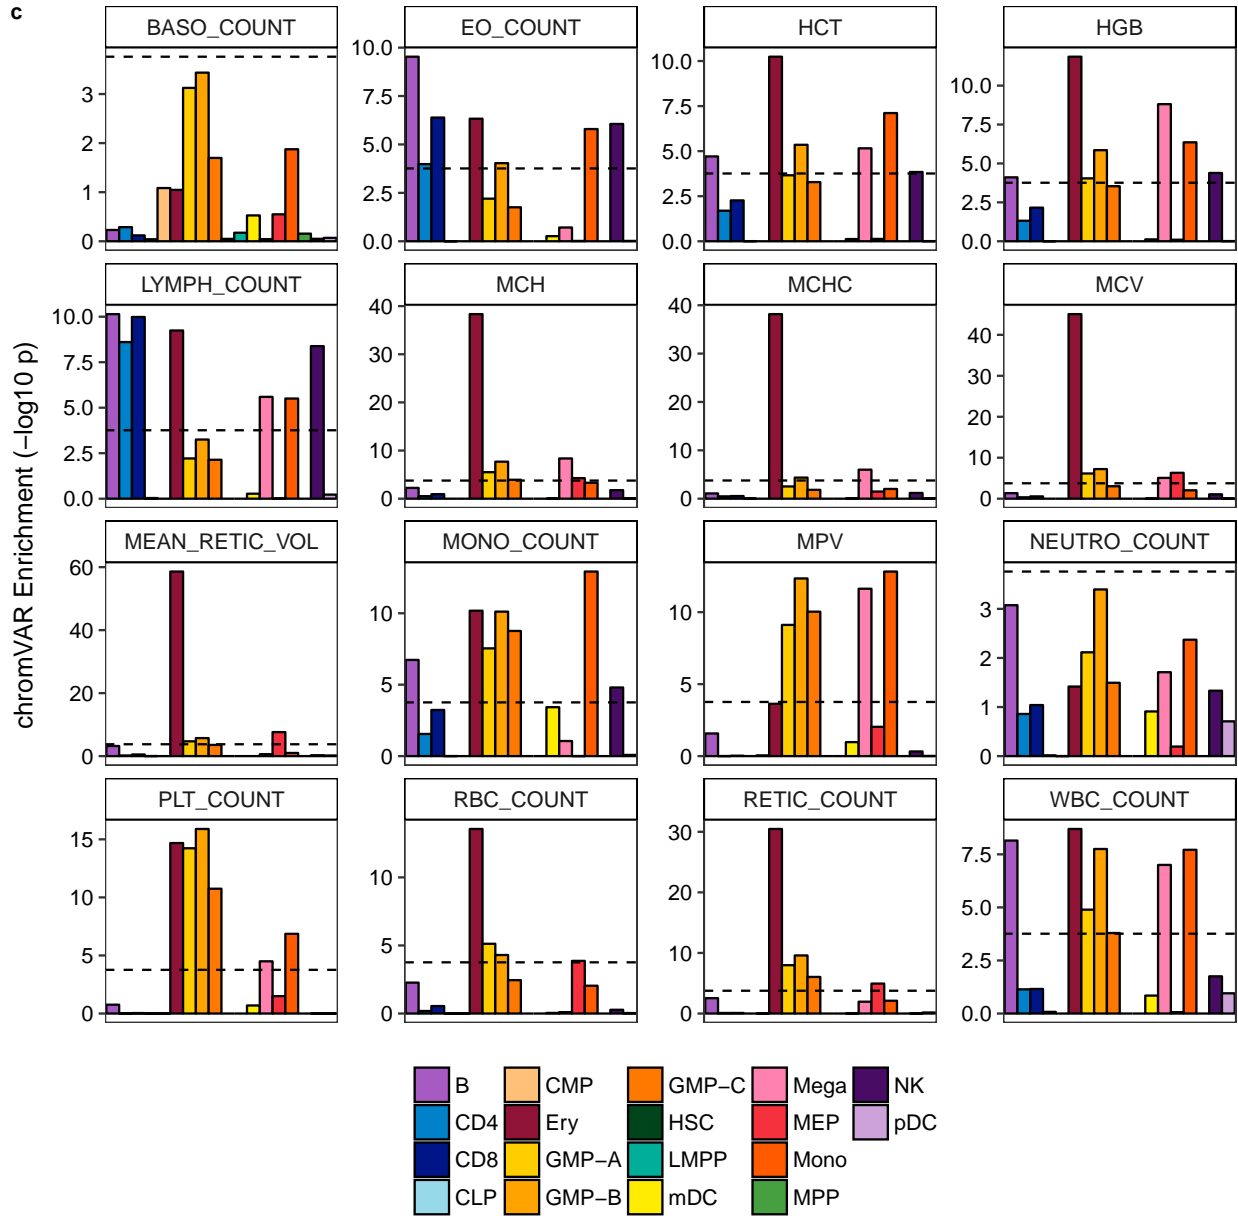 c
BASO_COUNT
EO_COUNT
HCT
HGB
3
2
1
0
10.0
7.5
5.0
2.5
0.0
10.0
7.5
5.0
2.5
0.0
10.0
7.5
5.0
2.5
0.0
LYMPH_COUNT
MCH
MCHC
MCV
10.0
7.5
5.0
2.5
0.0
40
30
20
10
0
40
30
20
10
0
40
30
20
10
0
chromVAR Enrichment (−log10 p)
MEAN_RETIC_VOL
MONO_COUNT
MPV
NEUTRO_COUNT
60
40
20
0
10
5
0
10
5
0
3
2
1
0
PLT_COUNT
RBC_COUNT
RETIC_COUNT
WBC_COUNT
15
10
5
0
10
5
0
30
20
10
0
7.5
5.0
2.5
0.0
B
CMP
GMP−C
Mega
NK
CD4
Ery
HSC
MEP
pDC
CD8
GMP−A
LMPP
Mono
CLP
GMP−B
mDC
MPP